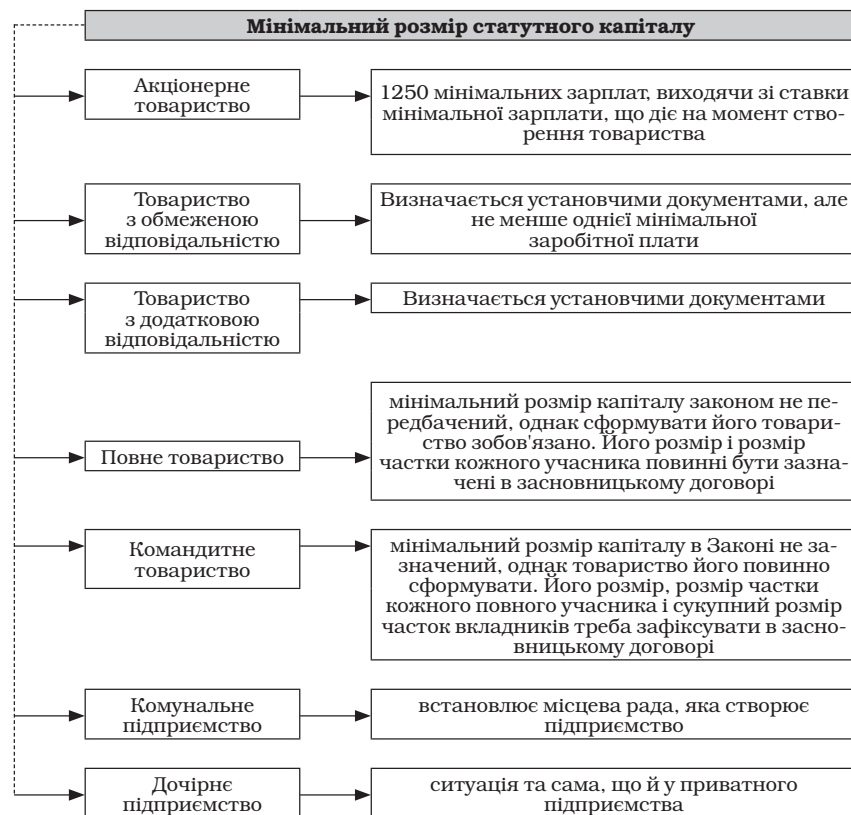 Мінімальний розмір статутного капіталу
Акціонерне
товариство
1250 мінімальних зарплат, виходячи зі ставки
мінімальної зарплати, що діє на момент ство-
рення товариства
Товариство
з обмеженою
відповідальністю
Визначається установчими документами, але
не менше однієї мінімальної
заробітної плати
Товариство
з додатковою
відповідальністю
Визначається установчими документами
Повне товариство
мінімальний розмір капіталу законом не пе-
редбачений, однак сформувати його товари-
ство зобов'язано. Його розмір і розмір
частки кожного учасника повинні бути зазна-
чені в засновницькому договорі
Командитне
товариство
мінімальний розмір капіталу в Законі не за-
значений, однак товариство його повинно
сформувати. Його розмір, розмір частки
кожного повного учасника і сукупний розмір
часток вкладників треба зафіксувати в засно-
вницькому договорі
Комунальне
підприємство
встановлює місцева рада, яка створює
підприємство
Дочірнє
підприємство
ситуація та сама, що й у приватного
підприємства